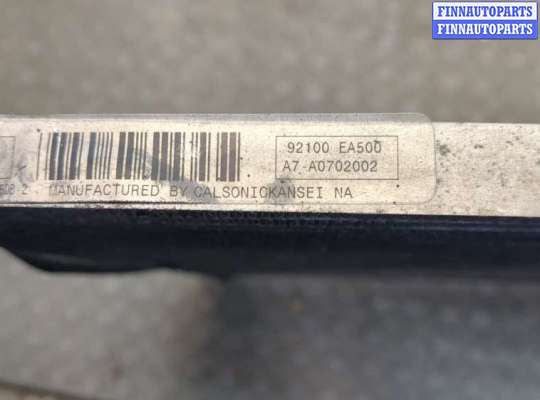 FINNAUTOPARTS
FINNAUTOPARTS
92100 EA500
A7-A0702002
MANUFACTURED BY CALSONICKANSEI NA